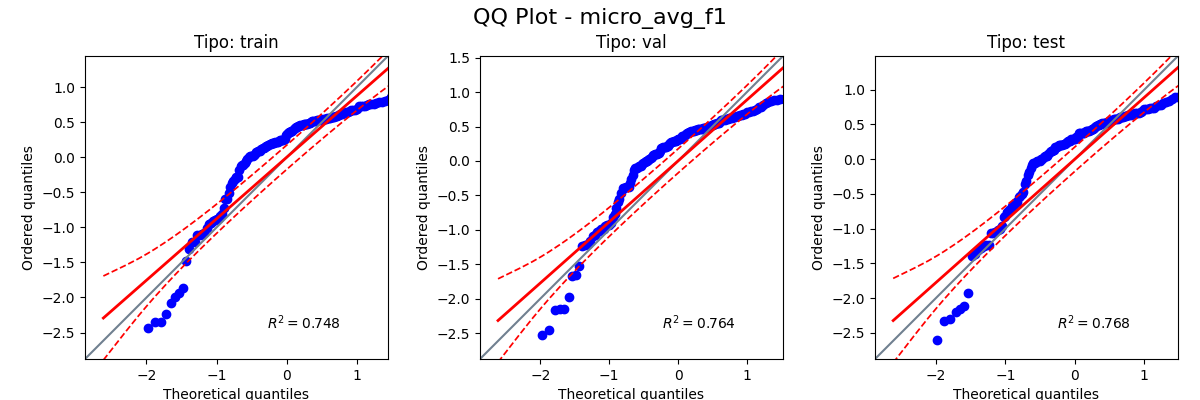 QQ Plot - micro_avg_f1
Tipo: train
1.0
0.5
0.0
−0.5
−1.0
−1.5
−2.0
−2.5
Ordered quantiles
−2
−1
0
1
Theoretical quantiles
R² = 0.748
Tipo: val
1.5
1.0
0.5
0.0
−0.5
−1.0
−1.5
−2.0
−2.5
Ordered quantiles
−2
−1
0
1
Theoretical quantiles
R² = 0.764
Tipo: test
1.0
0.5
0.0
−0.5
−1.0
−1.5
−2.0
−2.5
Ordered quantiles
−2
−1
0
1
Theoretical quantiles
R² = 0.768